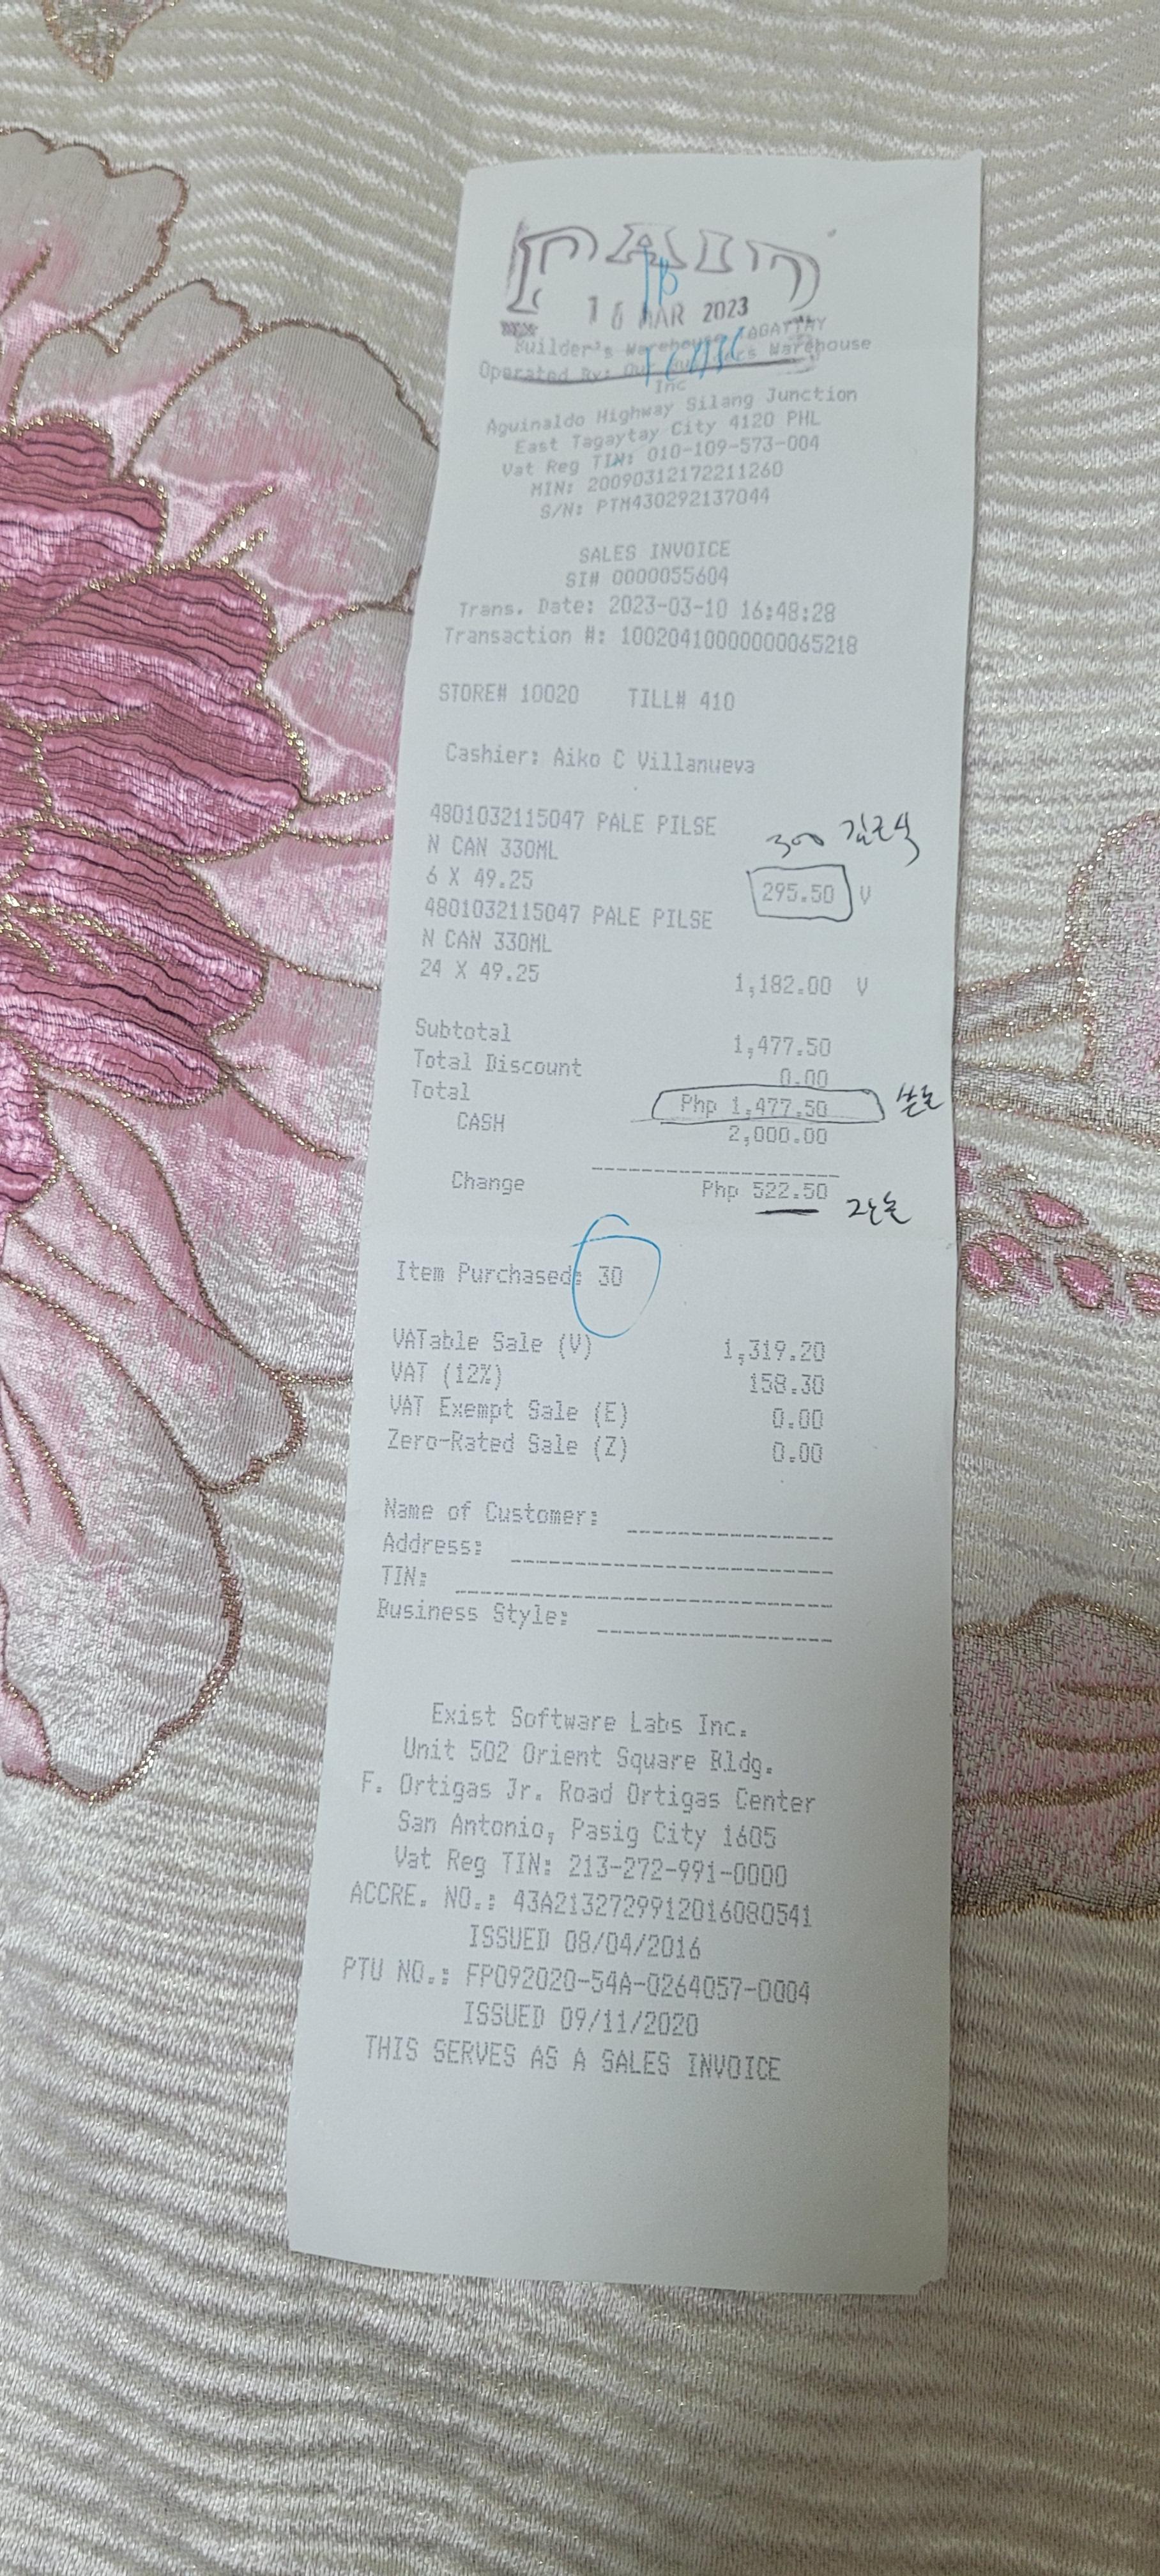 PAID
16 MAR 2023
Builder's Warehouse TAGAYTAY
Operated By: Our Builders Warehouse
Inc
Aguinaldo Highway Silang Junction
East Tagaytay City 4120 PHL
Vat Reg TIN: 010-109-573-004
MIN: 20090312172211260
S/N: PTM430292137044
SALES INVOICE
SI# 0000055604
Trans. Date: 2023-03-10 16:48:28
Transaction #: 10020410000000065218
STORE# 10020 TILL# 410
Cashier: Aiko C Villanueva
4801032115047 PALE PILSE
300
N CAN 330ML
6 X 49.25 295.50 V
4801032115047 PALE PILSE
N CAN 330ML
24 X 49.25 1,182.00 V
Subtotal 1,477.50
Total Discount 0.00
Total Php 1,477.50 쓴돈
CASH 2,000.00
Change Php 522.50
Item Purchased: 30
VATable Sale (V) 1,319.20
VAT (12%) 158.30
VAT Exempt Sale (E) 0.00
Zero-Rated Sale (Z) 0.00
Name of Customer:
Address:
TIN:
Business Style:
Exist Software Labs Inc.
Unit 502 Orient Square Bldg.
F. Ortigas Jr. Road Ortigas Center
San Antonio, Pasig City 1605
Vat Reg TIN: 213-272-991-0000
ACCRE. NO.: 43A2132729912016080541
ISSUED 08/04/2016
PTU NO.: FP092020-54A-0264057-0004
ISSUED 09/11/2020
THIS SERVES AS A SALES INVOICE